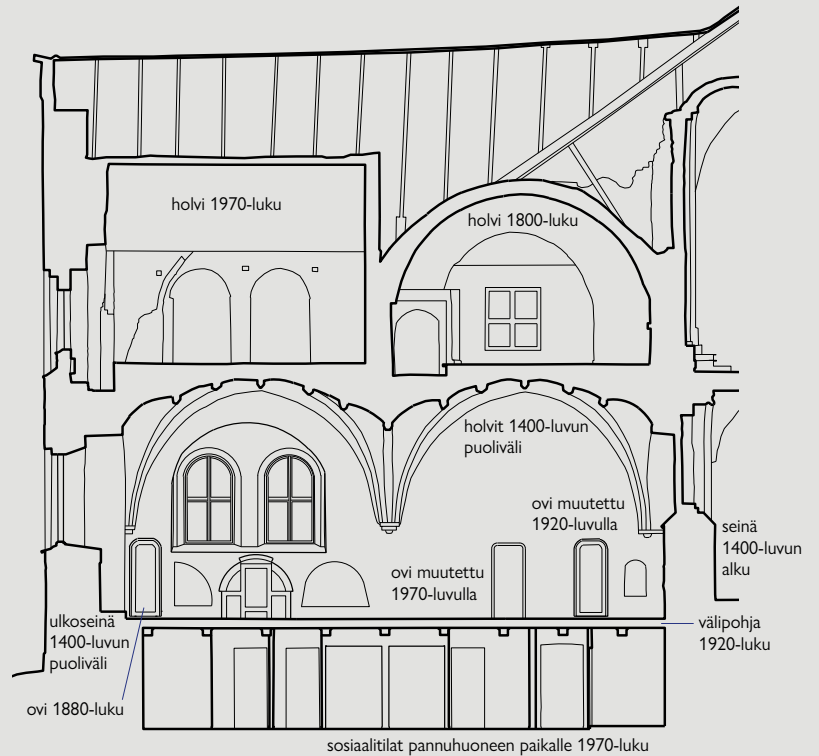 holvi 1970-luku
holvi 1800-luku
holvit 1400-luvun
puoliväli
ovi muutettu
1920-luvulla
seinä
1400-luvun
alku
ovi muutettu
1970-luvulla
ulkoseinä
1400-luvun
puoliväli
välipohja
1920-luku
ovi 1880-luku
sosiaalitilat pannuhuoneen paikalle 1970-luku